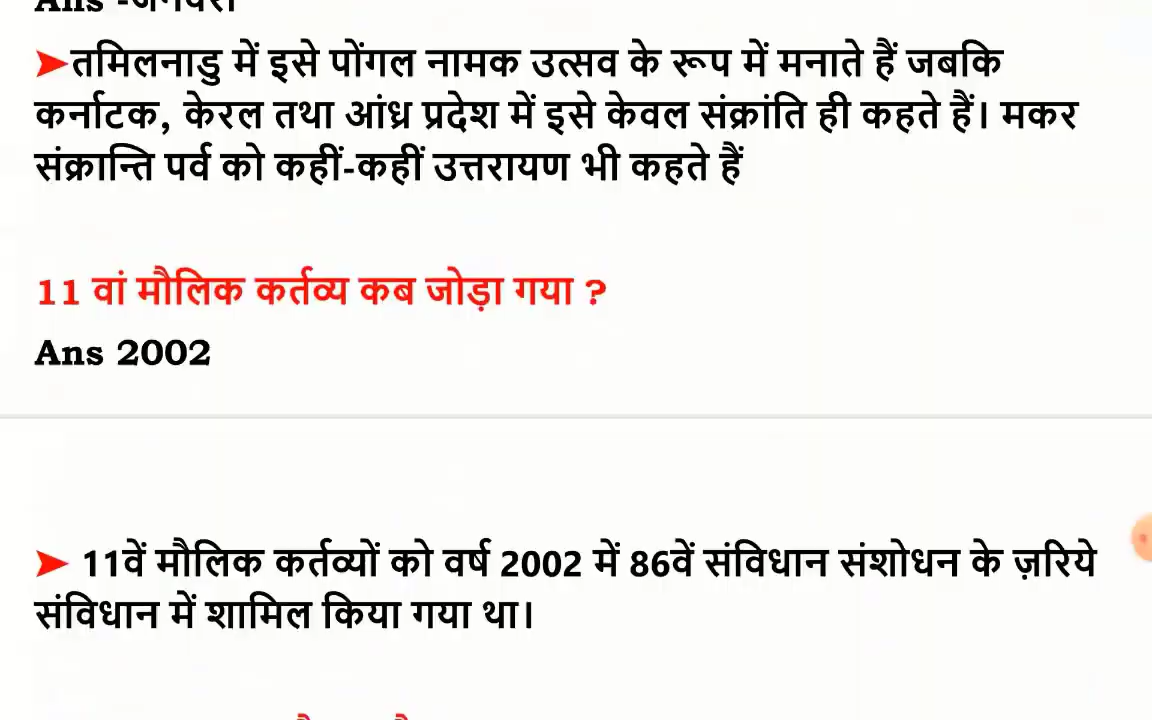 Ans -जनवरी
➤तमिलनाडु में इसे पोंगल नामक उत्सव के रूप में मनाते हैं जबकि
कर्नाटक, केरल तथा आंध्र प्रदेश में इसे केवल संक्रांति ही कहते हैं। मकर
संक्रान्ति पर्व को कहीं-कहीं उत्तरायण भी कहते हैं
11 वां मौलिक कर्तव्य कब जोड़ा गया ?
Ans 2002
➤ 11वें मौलिक कर्तव्यों को वर्ष 2002 में 86वें संविधान संशोधन के ज़रिये
संविधान में शामिल किया गया था।